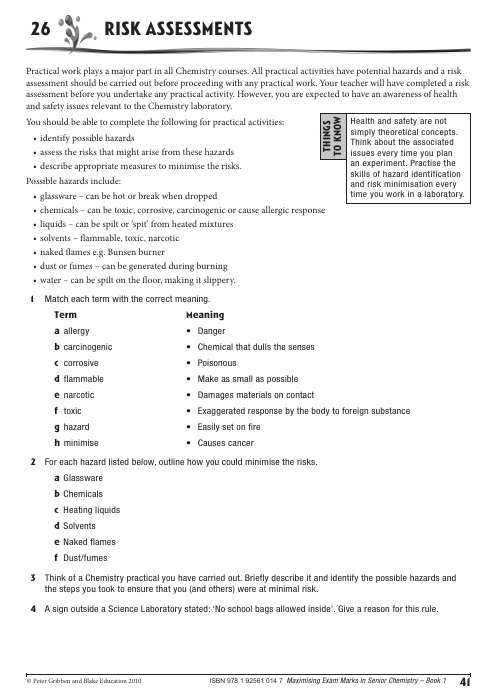 26 RISK ASSESSMENTS
Practical work plays a major part in all Chemistry courses. All practical activities have potential hazards and a risk
assessment should be carried out before proceeding with any practical work. Your teacher will have completed a risk
assessment before you undertake any practical activity. However, you are expected to have an awareness of health
and safety issues relevant to the Chemistry laboratory.
You should be able to complete the following for practical activities:
• identify possible hazards
• assess the risks that might arise from these hazards
• describe appropriate measures to minimise the risks.
THINGS
TO KNOW
Health and safety are not
simply theoretical concepts.
Think about the associated
issues every time you plan
an experiment. Practise the
skills of hazard identification
and risk minimisation every
time you work in a laboratory.
Possible hazards include:
• glassware – can be hot or break when dropped
• chemicals – can be toxic, corrosive, carcinogenic or cause allergic response
• liquids – can be spilt or 'spit' from heated mixtures
• solvents – flammable, toxic, narcotic
• naked flames e.g. Bunsen burner
• dust or fumes – can be generated during burning
• water – can be spilt on the floor, making it slippery.
1 Match each term with the correct meaning.
Term Meaning
a allergy • Danger
b carcinogenic • Chemical that dulls the senses
c corrosive • Poisonous
d flammable • Make as small as possible
e narcotic • Damages materials on contact
f toxic • Exaggerated response by the body to foreign substance
g hazard • Easily set on fire
h minimise • Causes cancer
2 For each hazard listed below, outline how you could minimise the risks.
a Glassware
b Chemicals
c Heating liquids
d Solvents
e Naked flames
f Dust/fumes
3 Think of a Chemistry practical you have carried out. Briefly describe it and identify the possible hazards and
the steps you took to ensure that you (and others) were at minimal risk.
4 A sign outside a Science Laboratory stated: 'No school bags allowed inside'. Give a reason for this rule.
© Peter Gribben and Blake Education 2010 ISBN 978 1 92561 014 7 Maximising Exam Marks in Senior Chemistry – Book 1 41